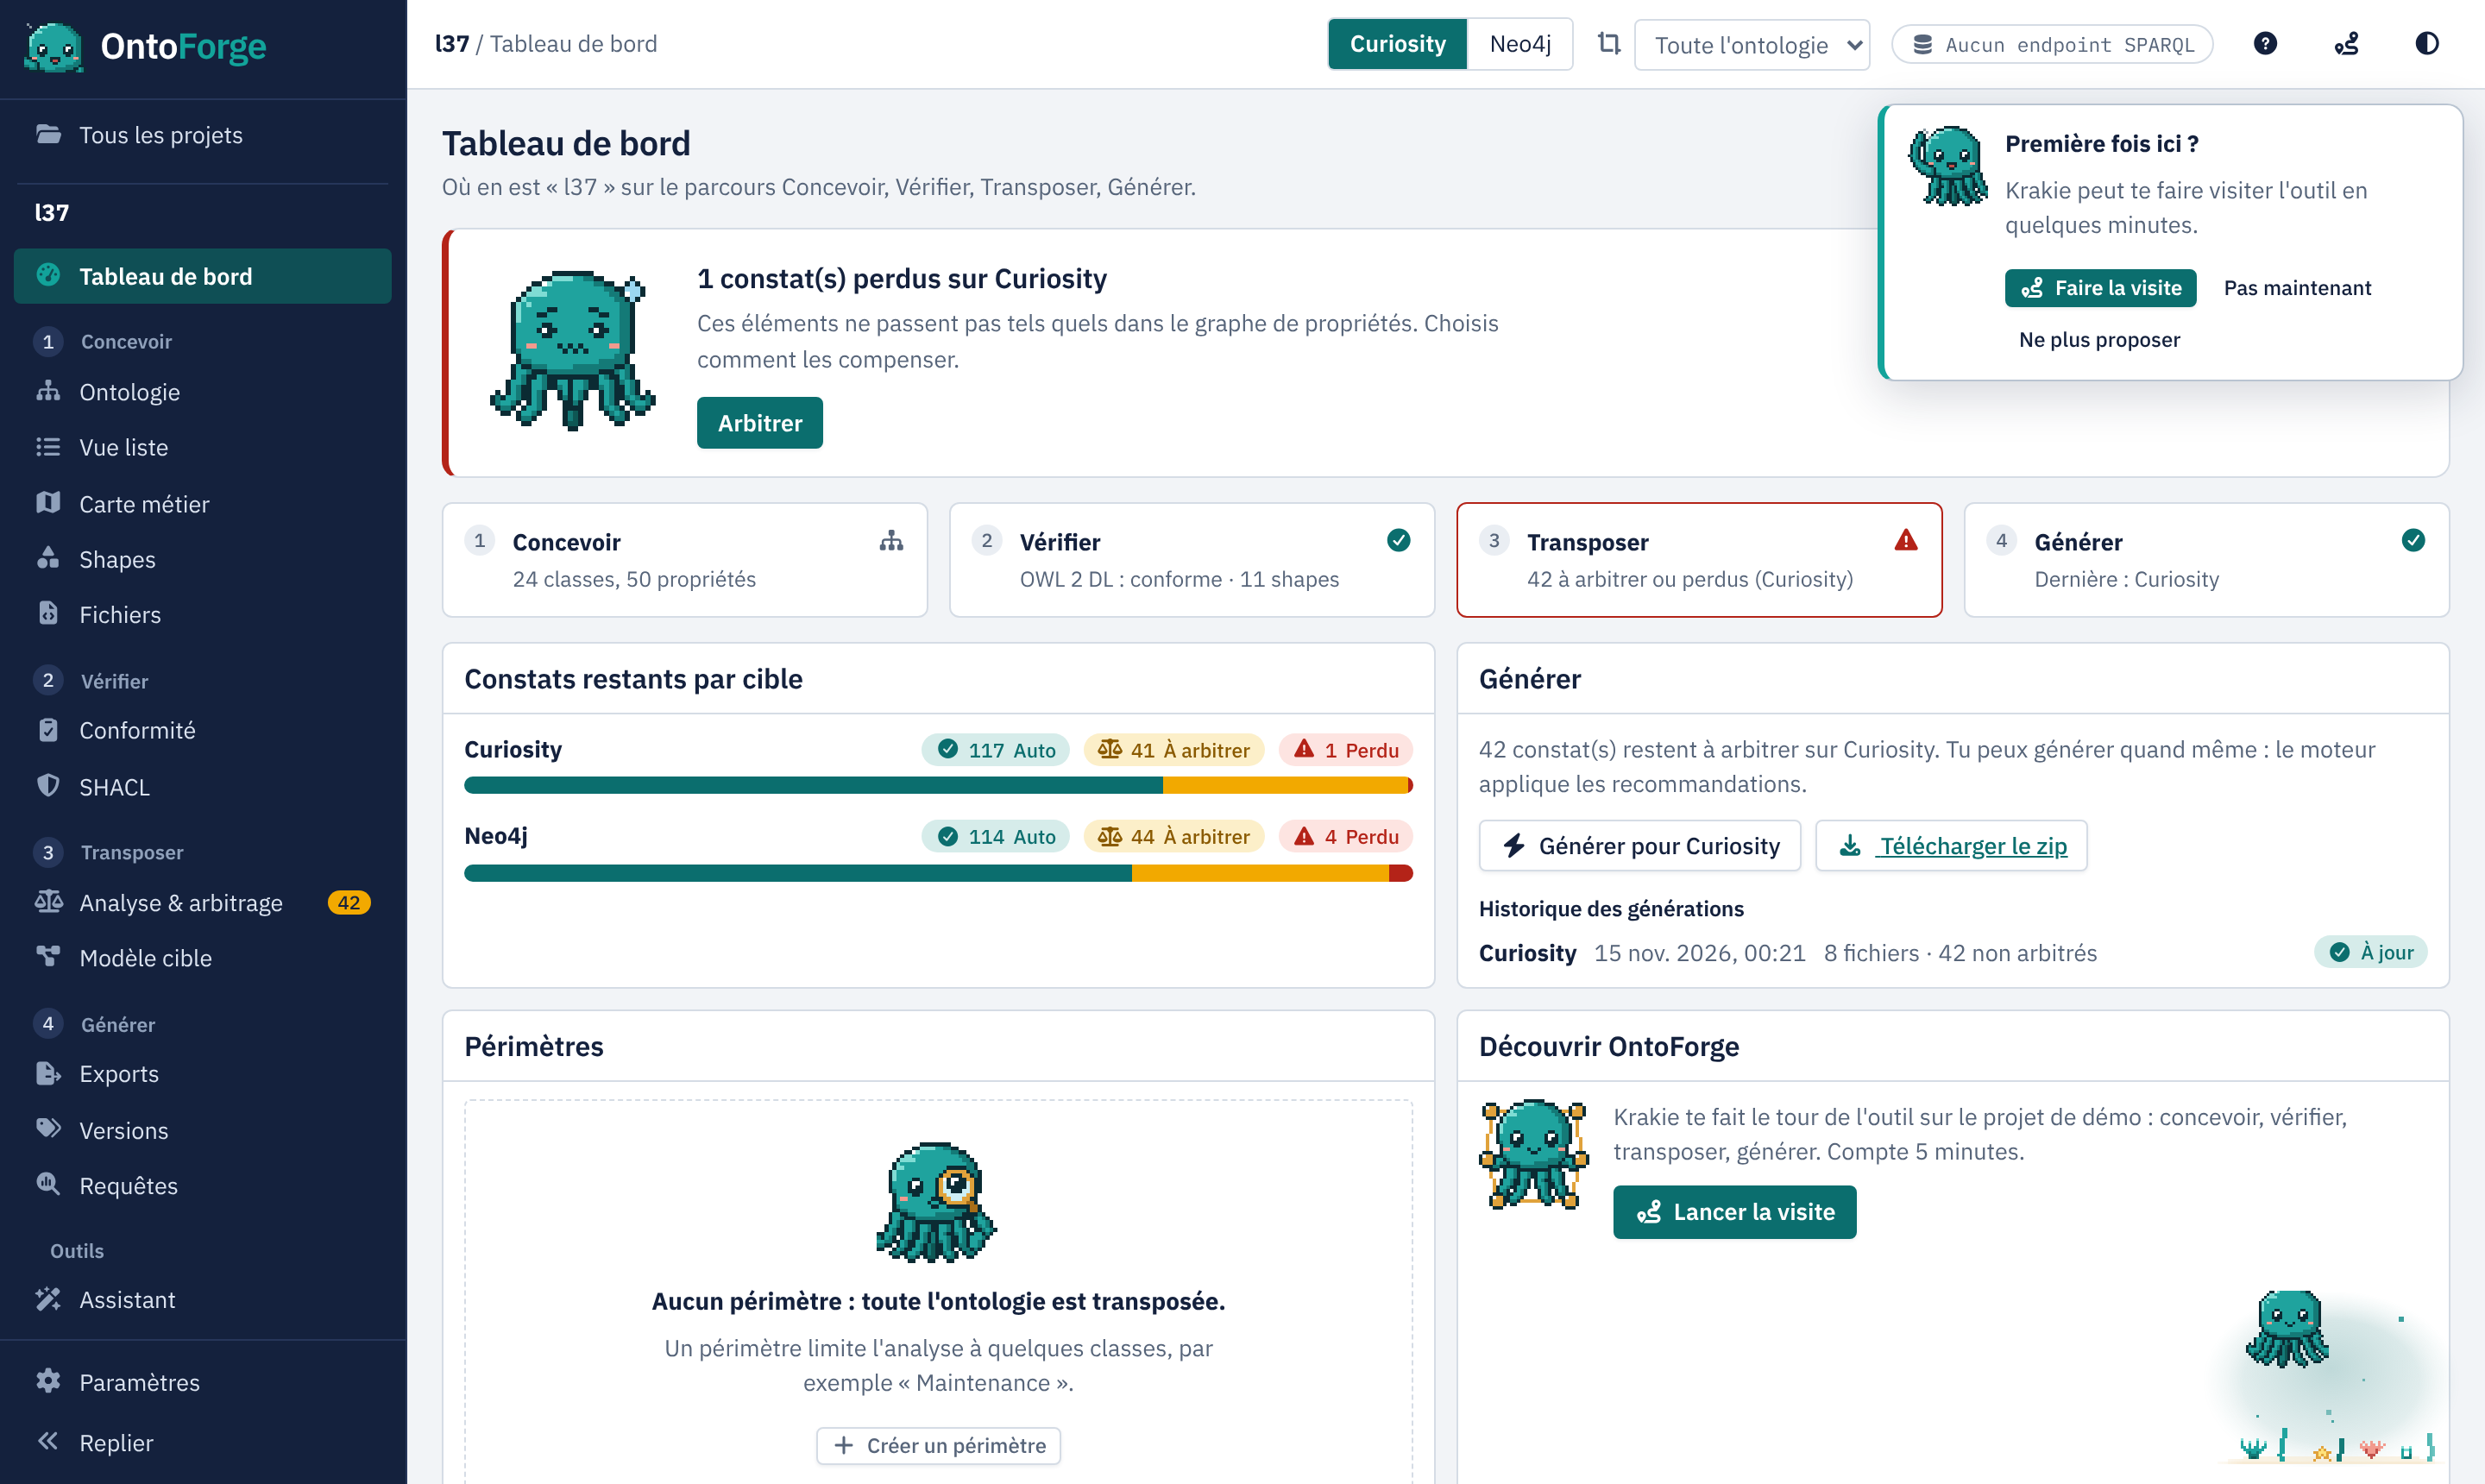 OntoForge
Tous les projets
l37
Tableau de bord
1 Concevoir
Ontologie
Vue liste
Carte métier
Shapes
Fichiers
2 Vérifier
Conformité
SHACL
3 Transposer
Analyse & arbitrage 42
Modèle cible
4 Générer
Exports
Versions
Requêtes
Outils
Assistant
Paramètres
Replier
l37 / Tableau de bord
Curiosity Neo4j Toute l'ontologie Aucun endpoint SPARQL ?
Tableau de bord
Où en est « l37 » sur le parcours Concevoir, Vérifier, Transposer, Générer.
Première fois ici ?
Krakie peut te faire visiter l'outil en
quelques minutes.
Faire la visite Pas maintenant
Ne plus proposer
1 constat(s) perdus sur Curiosity
Ces éléments ne passent pas tels quels dans le graphe de propriétés. Choisis
comment les compenser.
Arbitrer
1 Concevoir
24 classes, 50 propriétés
2 Vérifier
OWL 2 DL : conforme · 11 shapes
3 Transposer
42 à arbitrer ou perdus (Curiosity)
4 Générer
Dernière : Curiosity
Constats restants par cible
Curiosity 117 Auto 41 À arbitrer 1 Perdu
Neo4j 114 Auto 44 À arbitrer 4 Perdu
Générer
42 constat(s) restent à arbitrer sur Curiosity. Tu peux générer quand même : le moteur
applique les recommandations.
Générer pour Curiosity Télécharger le zip
Historique des générations
Curiosity 15 nov. 2026, 00:21 8 fichiers · 42 non arbitrés À jour
Périmètres
Aucun périmètre : toute l'ontologie est transposée.
Un périmètre limite l'analyse à quelques classes, par
exemple « Maintenance ».
+ Créer un périmètre
Découvrir OntoForge
Krakie te fait le tour de l'outil sur le projet de démo : concevoir, vérifier,
transposer, générer. Compte 5 minutes.
Lancer la visite